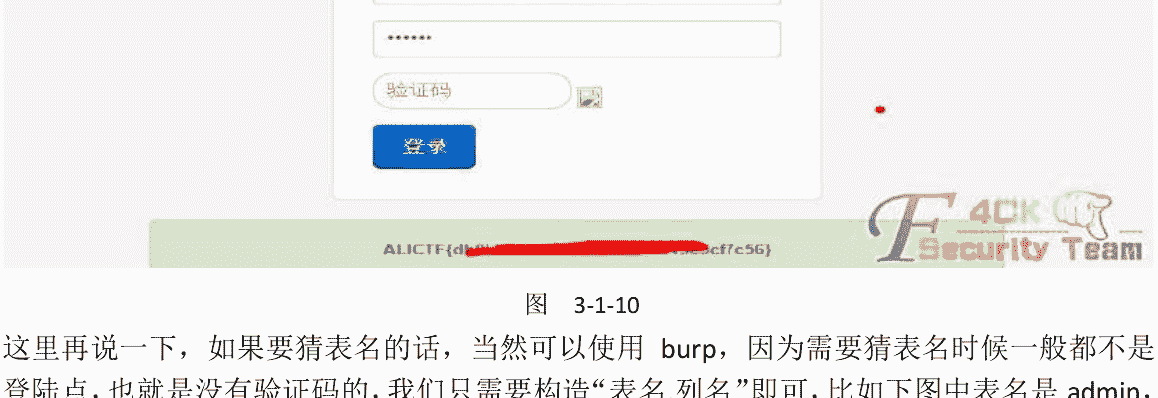 ••••••
验证码
登录
F4CK
Security Team
ALICTF{db cf7c56}
图 3-1-10
这里再说一下，如果要猜表名的话，当然可以使用 burp，因为需要猜表名时候一般都不是
登陆点，也就是没有验证码的，我们只需要构造“表名.列名”即可，比如下图中表名是 admin，